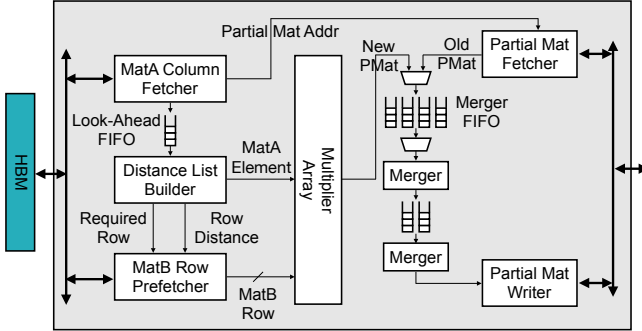 Partial Mat Addr
New
PMat
Old
PMat
Partial Mat
Fetcher
MatA Column
Fetcher
Look-Ahead
FIFO
MatA
Element
Multiplier
Array
Merger
FIFO
HBM
Distance List
Builder
Merger
Required
Row
Row
Distance
MatB Row
Prefetcher
MatB
Row
Merger
Partial Mat
Writer